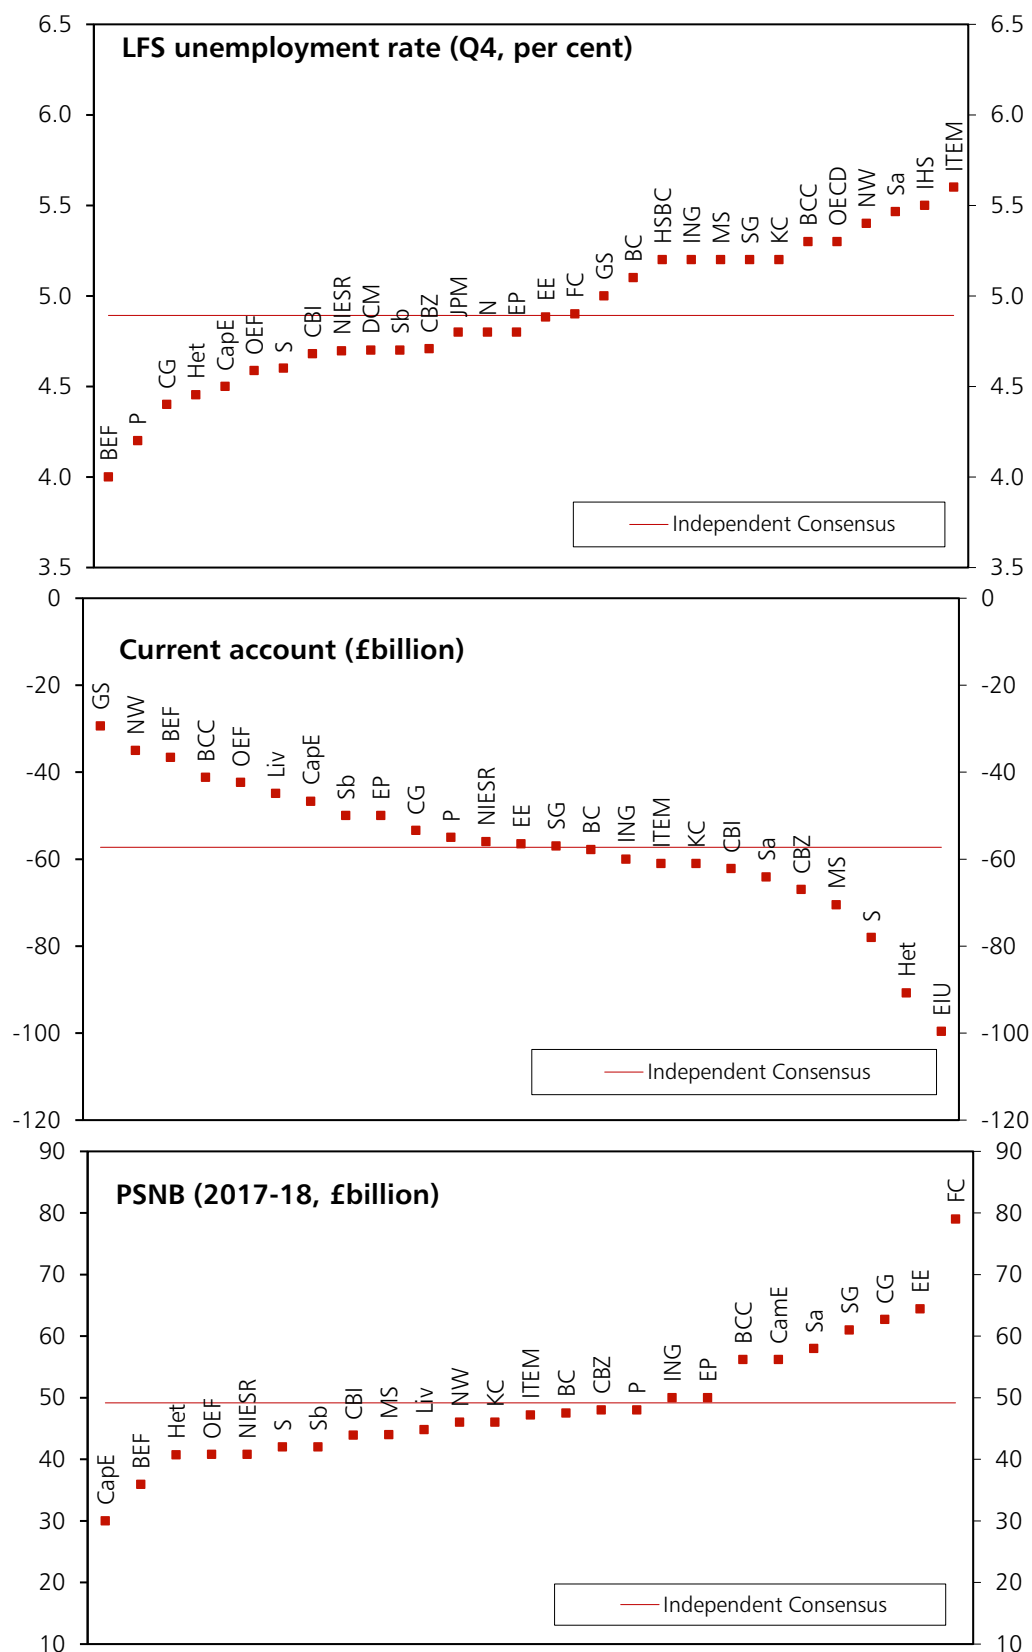 LFS unemployment rate (Q4, per cent)
6.5 6.5
6.0 6.0
5.5 5.5
5.0 5.0
4.5 4.5
4.0 4.0
3.5 3.5
BEF P CG Het CapE OEF S CBI NIESR DCM Sb CBZ JPM N EP EE FC GS BC HSBC ING MS SG KC BCC OECD NW Sa IHS ITEM
Independent Consensus
Current account (£billion)
0 0
-20 -20
-40 -40
-60 -60
-80 -80
-100 -100
-120 -120
GS NW BEF BCC OEF Liv CapE Sb EP CG P NIESR EE SG BC ING ITEM KC CBI Sa CBZ MS S Het EIU
Independent Consensus
PSNB (2017-18, £billion)
90 90
80 80
70 70
60 60
50 50
40 40
30 30
20 20
10 10
CapE BEF Het OEF NIESR S Sb CBI MS Liv NW KC ITEM BC CBZ P ING EP BCC CamE Sa SG CG EE FC
Independent Consensus